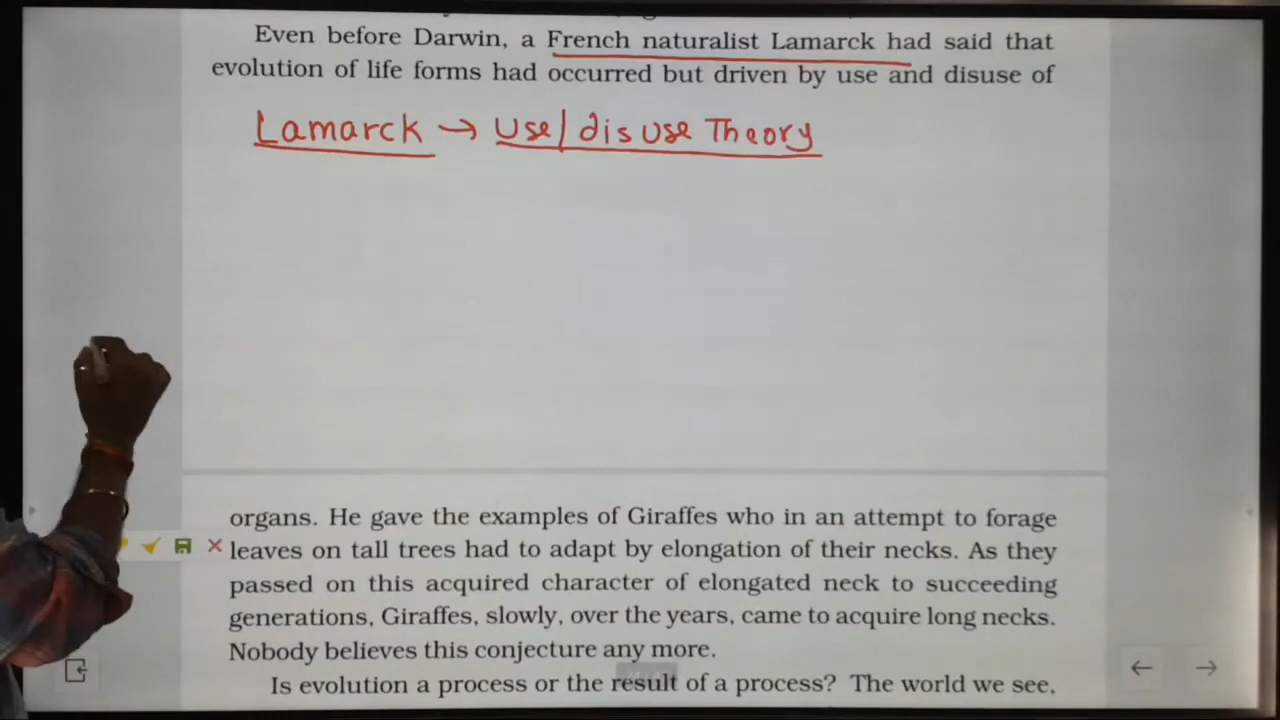 Even before Darwin, a French naturalist Lamarck had said that
evolution of life forms had occurred but driven by use and disuse of
Lamarck → Use/disuse Theory
organs. He gave the examples of Giraffes who in an attempt to forage
leaves on tall trees had to adapt by elongation of their necks. As they
passed on this acquired character of elongated neck to succeeding
generations, Giraffes, slowly, over the years, came to acquire long necks.
Nobody believes this conjecture any more.
Is evolution a process or the result of a process? The world we see,